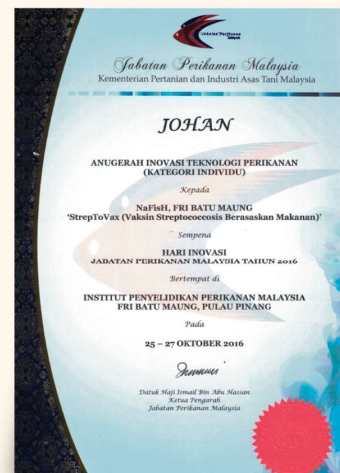 Jabatan Perikanan
Malaysia
Jabatan Perikanan Malaysia
Kementerian Pertanian dan Industri Asas Tani Malaysia
JOHAN
ANUGERAH INOVASI TEKNOLOGI PERIKANAN
(KATEGORI INDIVIDU)
Kepada
NaFisH, FRI BATU MAUNG
'StrepToVax (Vaksin Streptococcosis Berasaskan Makanan)'
Sempena
HARI INOVASI
JABATAN PERIKANAN MALAYSIA TAHUN 2016
Bertempat di
INSTITUT PENYELIDIKAN PERIKANAN MALAYSIA
FRI BATU MAUNG, PULAU PINANG
Pada
25 – 27 OKTOBER 2016
Datuk Haji Ismail Bin Abu Hassan
Ketua Pengarah
Jabatan Perikanan Malaysia